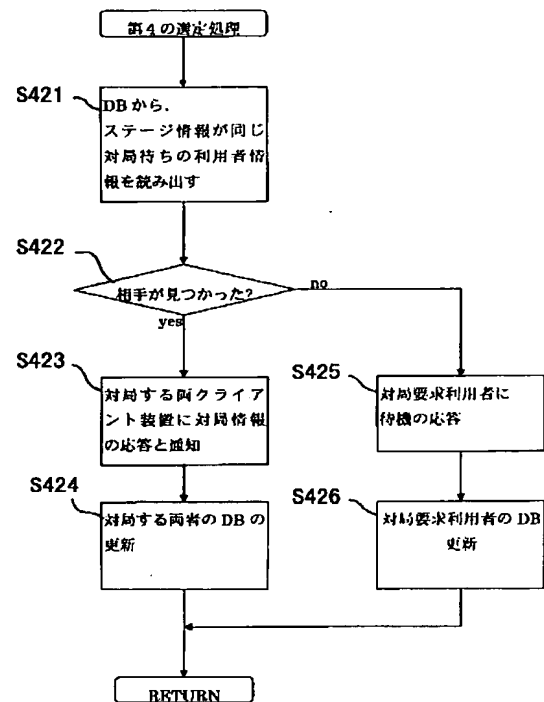 第4の選定処理
S421
DBから、
ステージ情報が同じ
対局待ちの利用者情
報を読み出す
S422
相手が見つかった?
no
yes
S423
対局する両クライア
ント装置に対局情報
の応答と通知
S425
対局要求利用者に
待機の応答
S424
対局する両者のDBの
更新
S426
対局要求利用者のDB
更新
RETURN